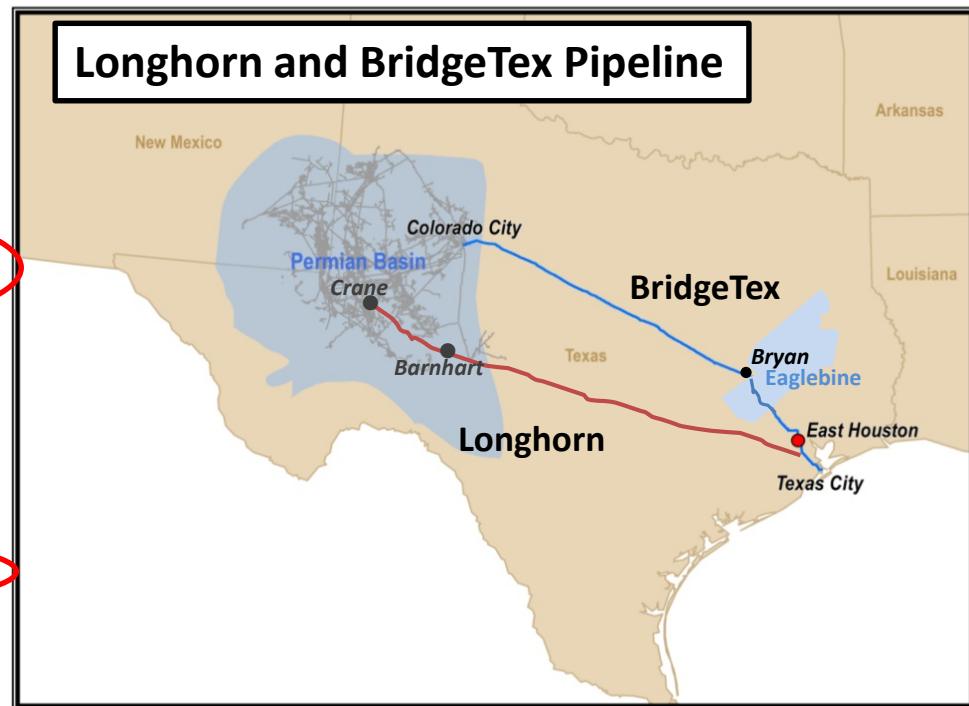 Longhorn and BridgeTex Pipeline
Arkansas
New Mexico
Colorado City
Permian Basin
Louisiana
Crane
BridgeTex
Texas
Bryan
Barnhart
Eaglebine
East Houston
Longhorn
Texas City